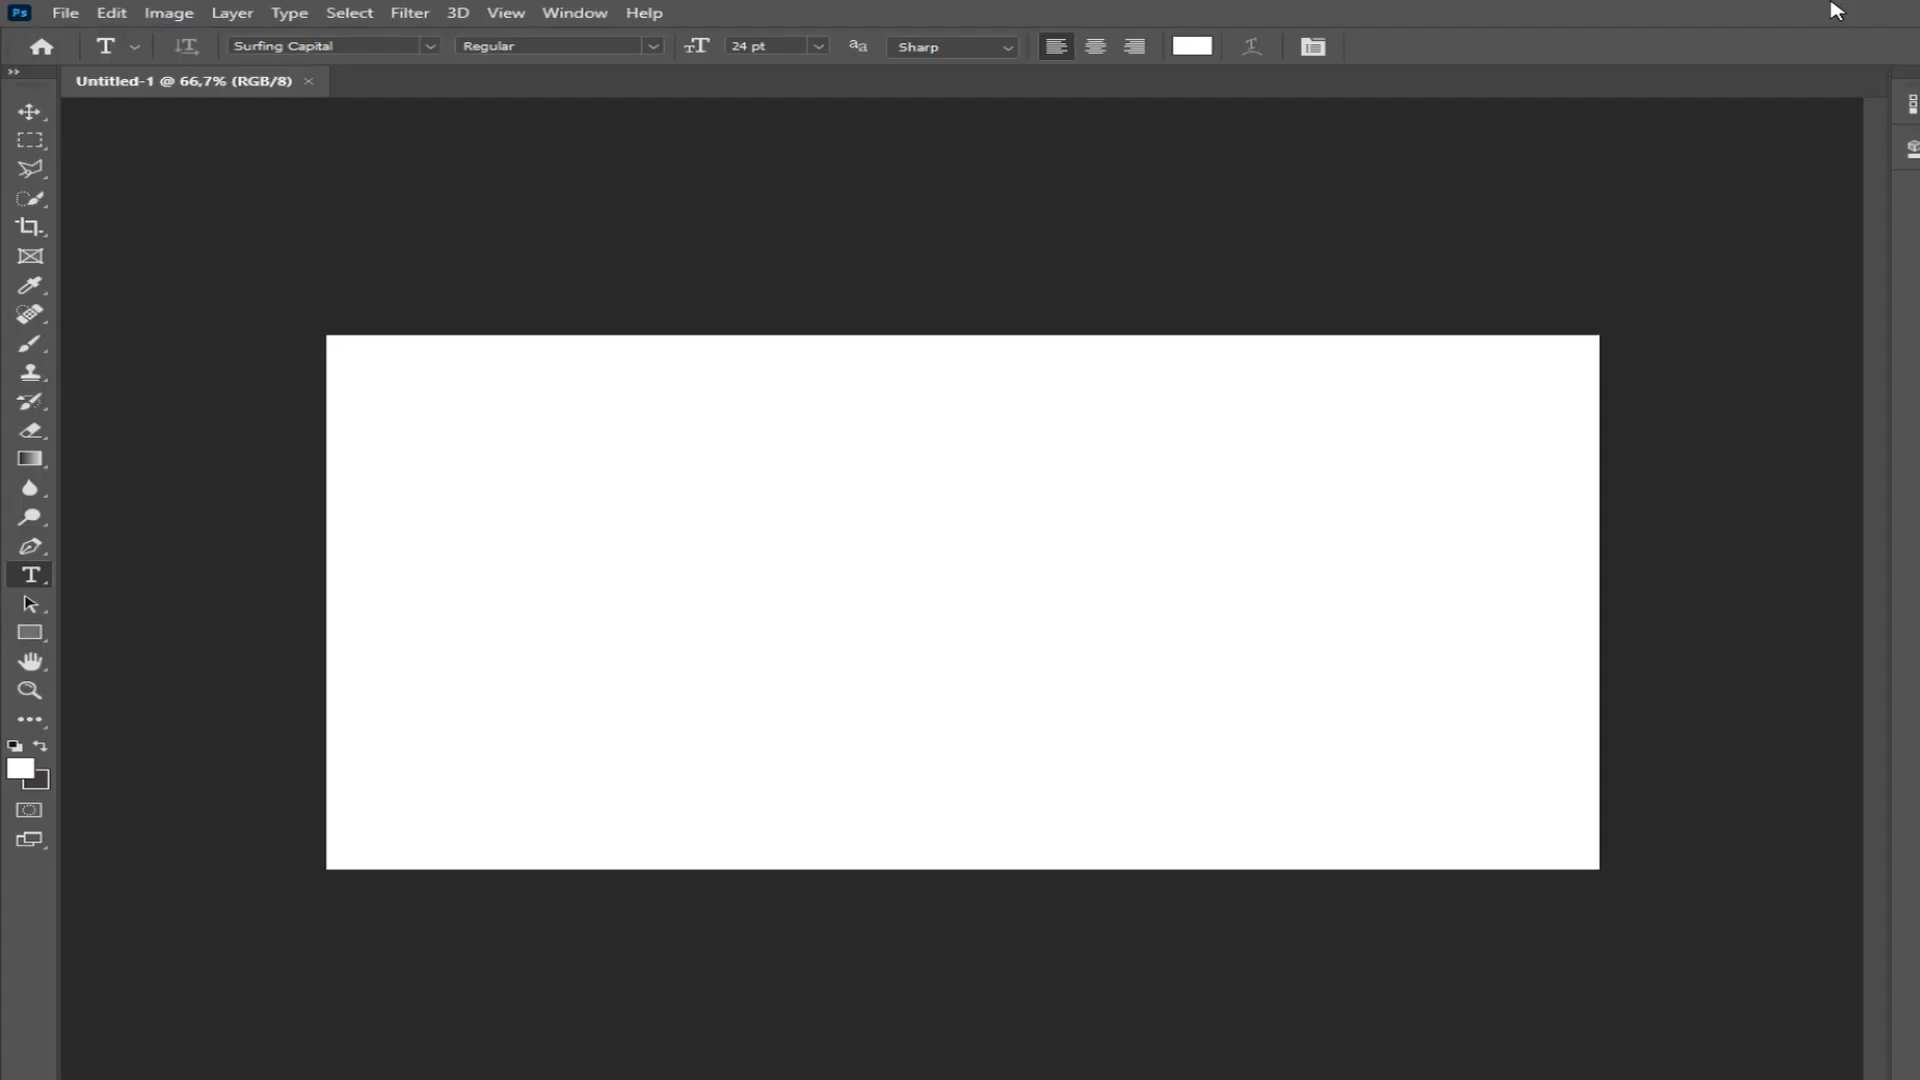 Ps File Edit Image Layer Type Select Filter 3D View Window Help
Surfing Capital Regular 24 pt Sharp
Untitled-1 @ 66,7% (RGB/8) ×